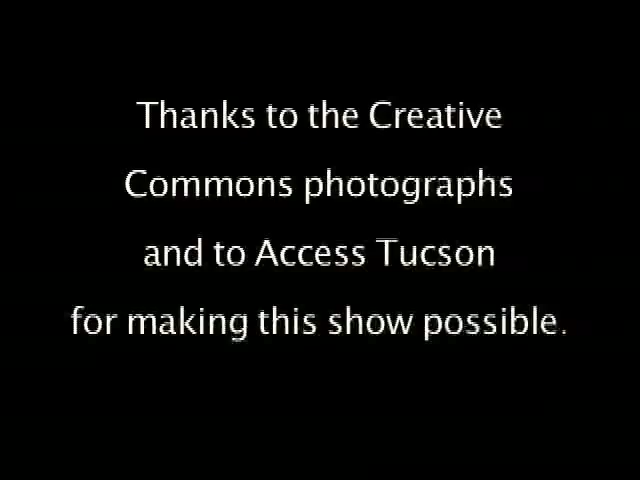 Thanks to the Creative
Commons photographs
and to Access Tucson
for making this show possible.